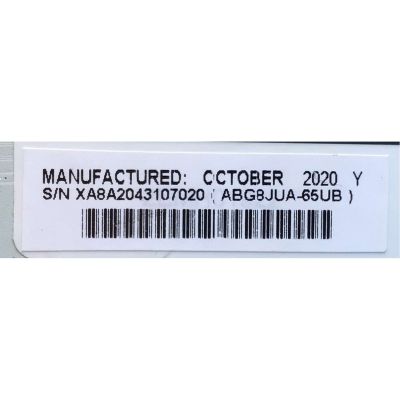 MANUFACTURED: OCTOBER 2020 Y
S/N XA8A2043107020 ( ABG8JUA-65UB )